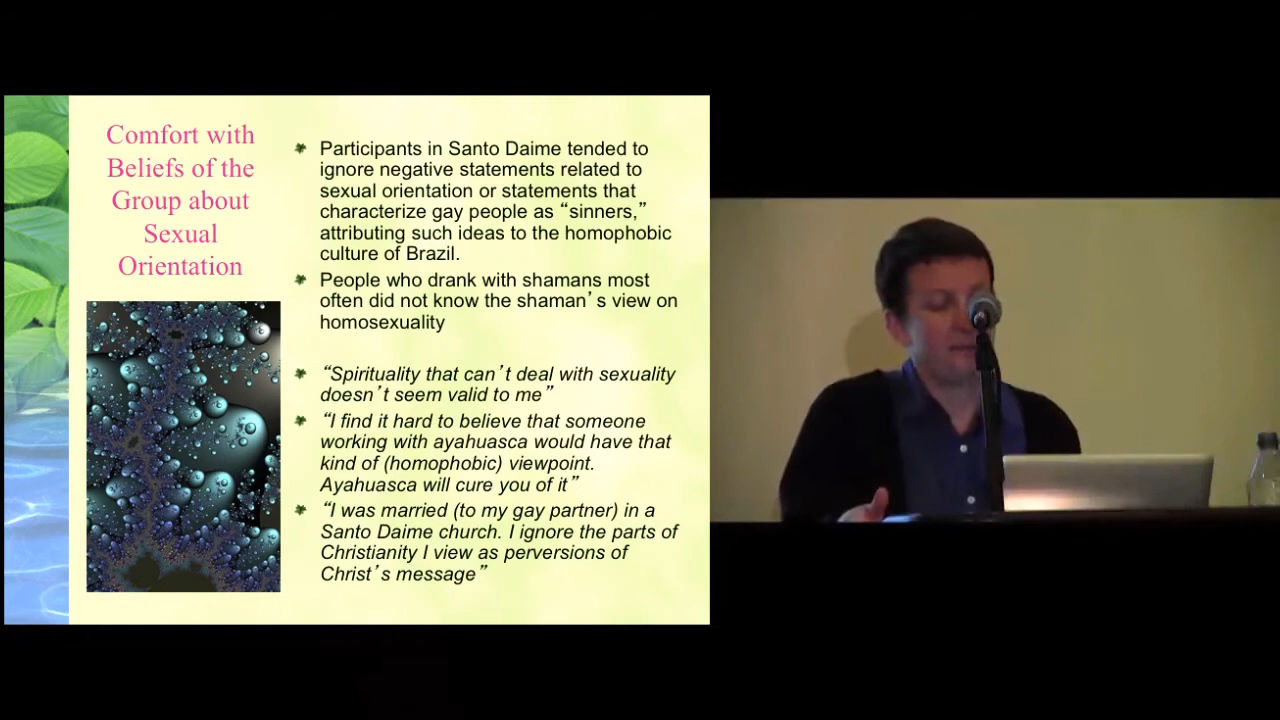 Comfort with
Beliefs of the
Group about
Sexual
Orientation
Participants in Santo Daime tended to
ignore negative statements related to
sexual orientation or statements that
characterize gay people as “sinners,”
attributing such ideas to the homophobic
culture of Brazil.
People who drank with shamans most
often did not know the shaman’s view on
homosexuality
“Spirituality that can’t deal with sexuality
doesn’t seem valid to me”
“I find it hard to believe that someone
working with ayahuasca would have that
kind of (homophobic) viewpoint.
Ayahuasca will cure you of it”
“I was married (to my gay partner) in a
Santo Daime church. I ignore the parts of
Christianity I view as perversions of
Christ’s message”